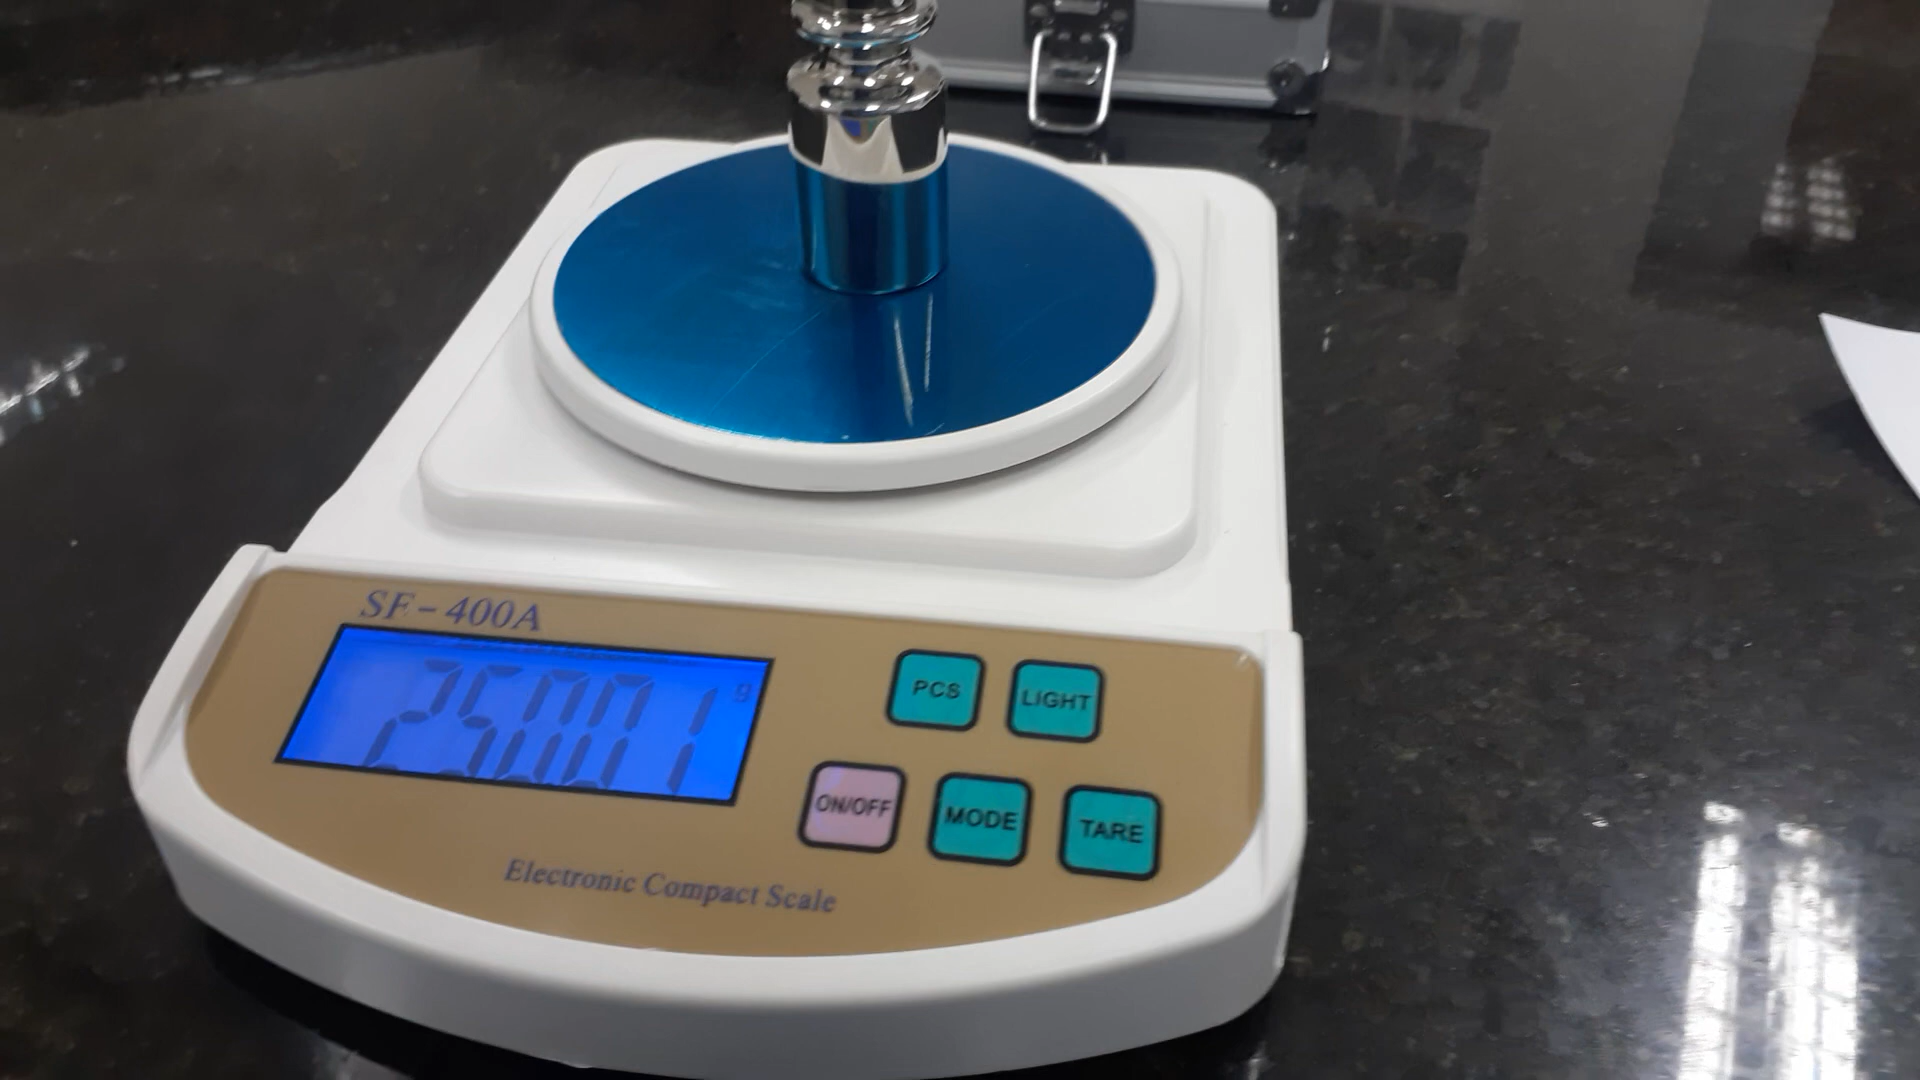 SF-400A
250.01 g
PCS
LIGHT
ON/OFF
MODE
TARE
Electronic Compact Scale